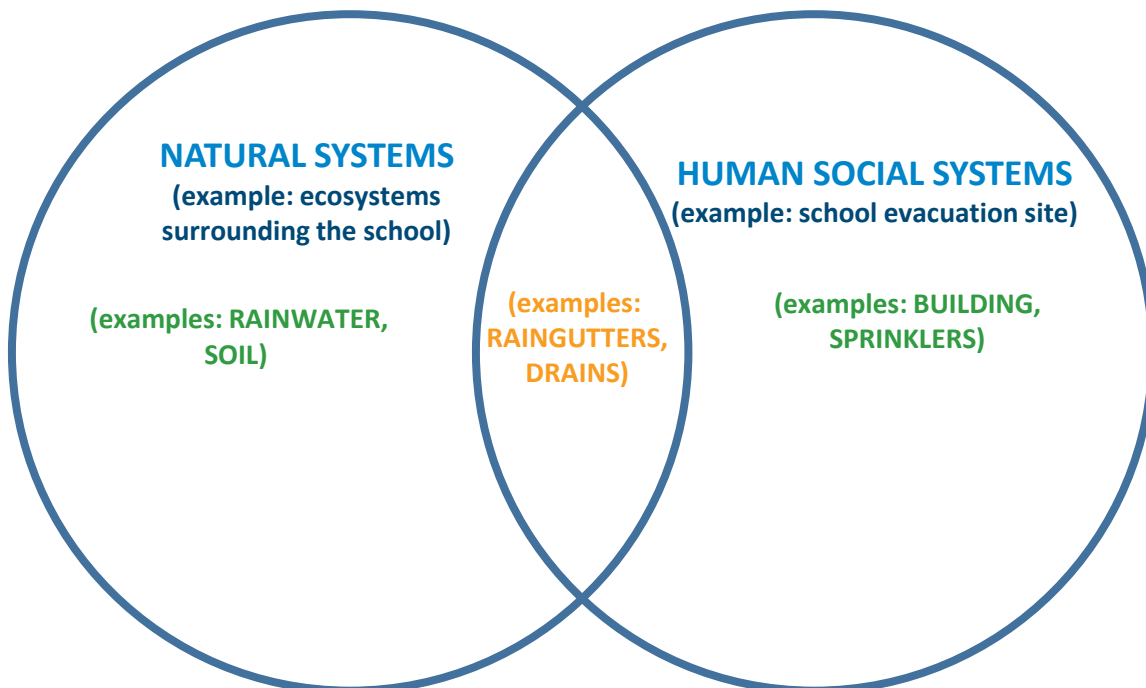 NATURAL SYSTEMS
(example: ecosystems
surrounding the school)
(examples: RAINWATER,
SOIL)
(examples:
RAINGUTTERS,
DRAINS)
HUMAN SOCIAL SYSTEMS
(example: school evacuation site)
(examples: BUILDING,
SPRINKLERS)